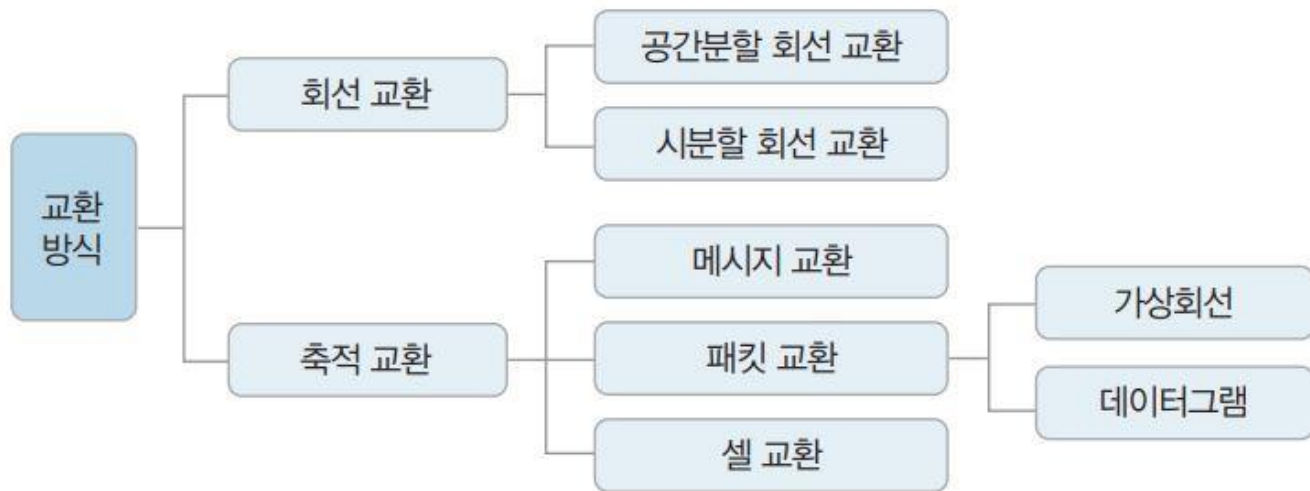 교환
방식
회선 교환
공간분할 회선 교환
시분할 회선 교환
축적 교환
메시지 교환
패킷 교환
가상회선
데이터그램
셀 교환